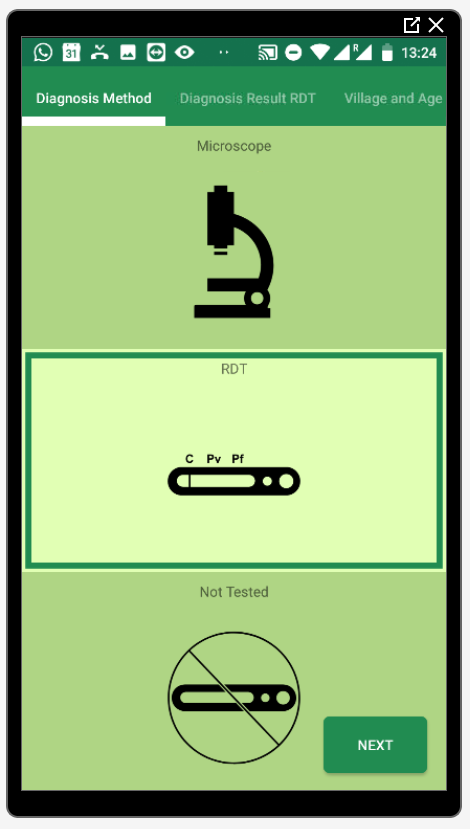 31 R 13:24
Diagnosis Method Diagnosis Result RDT Village and Age
Microscope
RDT
C Pv Pf
Not Tested
NEXT